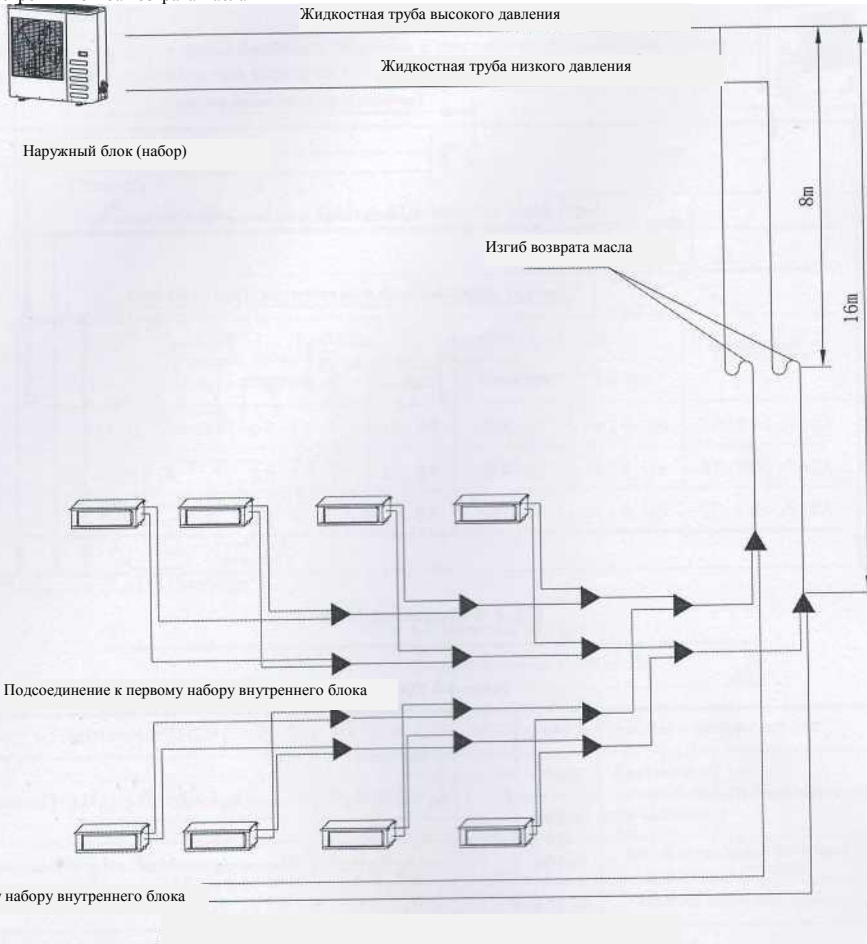 Жидкостная труба высокого давления
Жидкостная труба низкого давления
Наружный блок (набор)
8m
Изгиб возврата масла
16m
Подсоединение к первому набору внутреннего блока
набору внутреннего блока